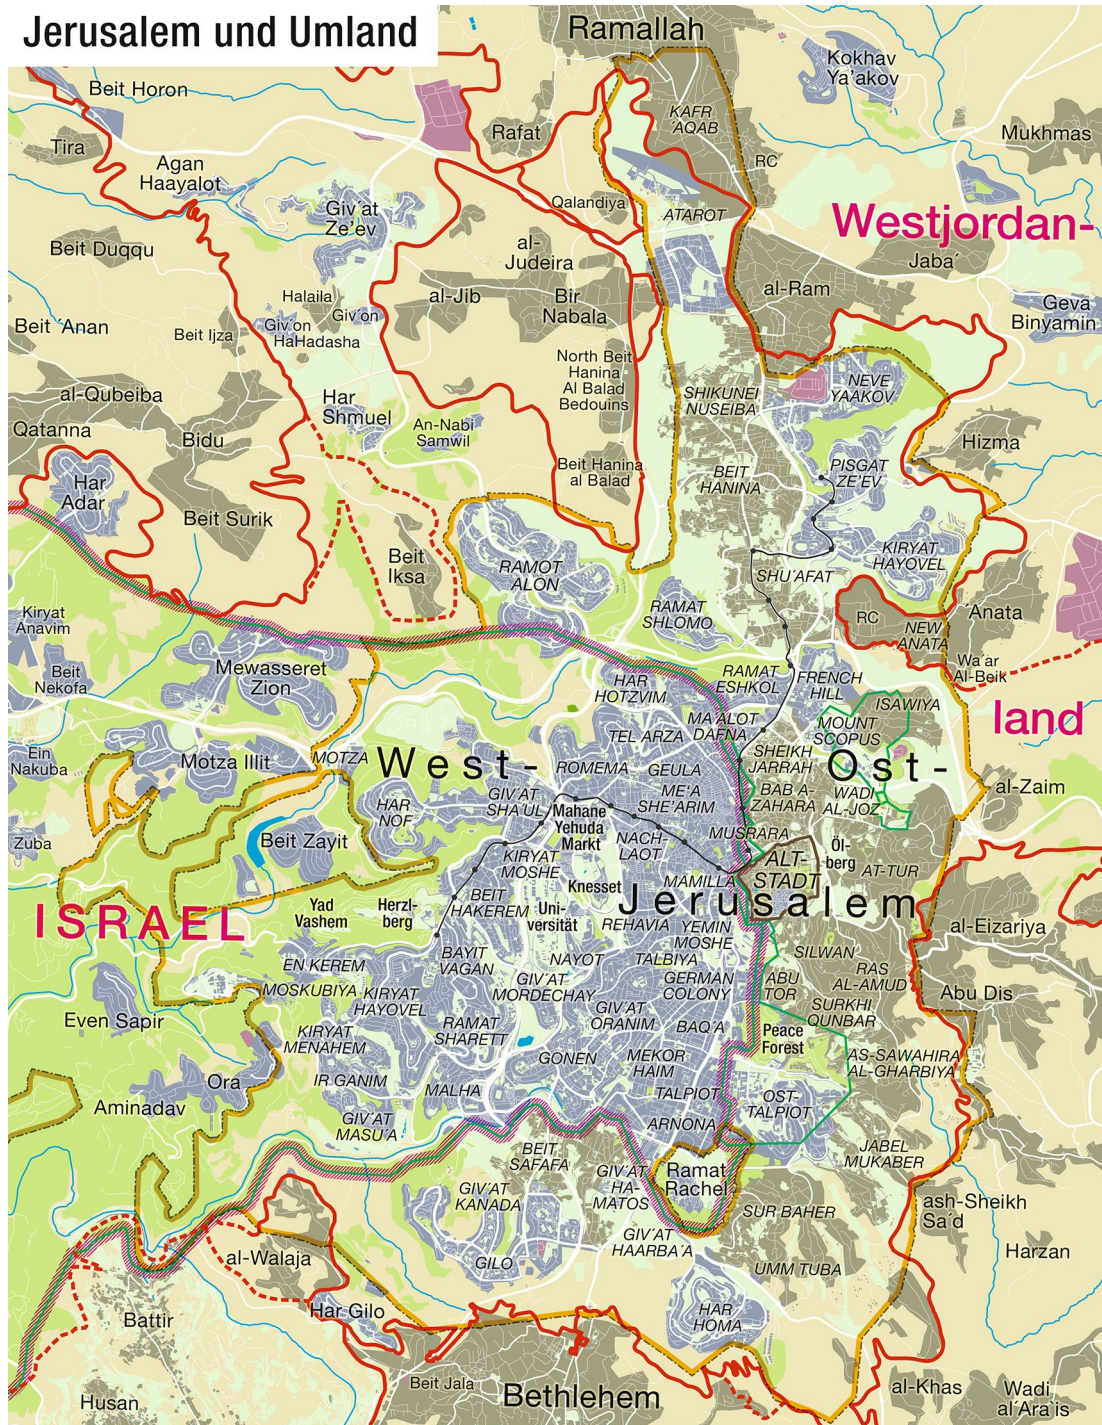 Jerusalem und Umland
Ramallah
Kokhav
Ya'akov
Beit Horon
KAFR
'AQAB
Rafat
Mukhmas
Tira
Agan
Haayalot
RC
Giv'at
Ze'ev
Qalandiya
ATAROT
Westjordan-
Beit Duqqu
al-
Judeira
Jaba'
al-Ram
Halaila
al-Jib
Bir
Nabala
Geva
Binyamin
Giv'on
Beit 'Anan
Beit Ijza
Giv'on
HaHadasha
North Beit
Hanina
Al Balad
Bedouins
NEVE
YAAKOV
al-Qubeiba
Har
Shmuel
SHIKUNEI
NUSEIBA
An-Nabi
Samwil
Qatanna
Bidu
Hizma
Beit Hanina
al Balad
BEIT
HANINA
PISGAT
ZE'EV
Har
Adar
Beit Surik
Beit
Iksa
RAMOT
ALON
KIRYAT
HAYOVEL
SHU'AFAT
Kiryat
Anavim
RAMAT
SHLOMO
RC
NEW
ANATA
Anata
Beit
Nekofa
Mewasseret
Zion
Wa'ar
Al-Beik
HAR
HOTZVIM
RAMAT
ESHKOL
FRENCH
HILL
ISAWIYA
land
MA'ALOT
DAFNA
MOUNT
SCOPUS
TEL ARZA
Ein
Nakuba
Motza Illit
MOTZA
West-
ROMEMA
GEULA
SHEIKH
JARRAH
Ost-
al-Zaim
GIV'AT
SHA'UL
ME'A
SHE'ARIM
BAB A-
ZAHARA
WADI
AL-JOZ
HAR
NOF
Mahane
Yehuda
Markt
Zuba
Beit Zayit
NACH-
LAOT
MUSRARA
Öl-
berg
ALT-
STADT
AT-TUR
KIRYAT
MOSHE
MAMILLA
Knesset
BEIT
HAKEREM
Jerusalem
ISRAEL
Yad
Vashem
Herzl-
berg
Uni-
versität
REHAVIA
YEMIN
MOSHE
al-Eizariya
BAYIT
VAGAN
NAYOT
TALBIYA
SILWAN
EN KEREM
MOSKUBIYA
KIRYAT
HAYOVEL
GIV'AT
MORDECHAY
GERMAN
COLONY
ABU
TOR
RAS
AL-AMUD
Abu Dis
Even Sapir
GIV'AT
ORANIM
SURKHI
QUNBAR
KIRYAT
MENAHEM
RAMAT
SHARETT
BAQ'A
Peace
Forest
GONEN
MEKOR
HAIM
AS-SAWAHIRA
AL-GHARBIYA
Ora
IR GANIM
MALHA
TALPIOT
OST-
TALPIOT
Aminadav
GIV'AT
MASU'A
ARNONA
BEIT
SAFAFA
JABEL
MUKABER
GIV'AT
HA-
MATOS
Ramat
Rachel
GIV'AT
KANADA
SUR BAHER
ash-Sheikh
Sa'd
GIV'AT
HAARBA'A
al-Walaja
GILO
UMM TUBA
Harzan
Har Gilo
HAR
HOMA
Battir
Beit Jala
Bethlehem
al-Khas
Wadi
al'Ara'is
Husan